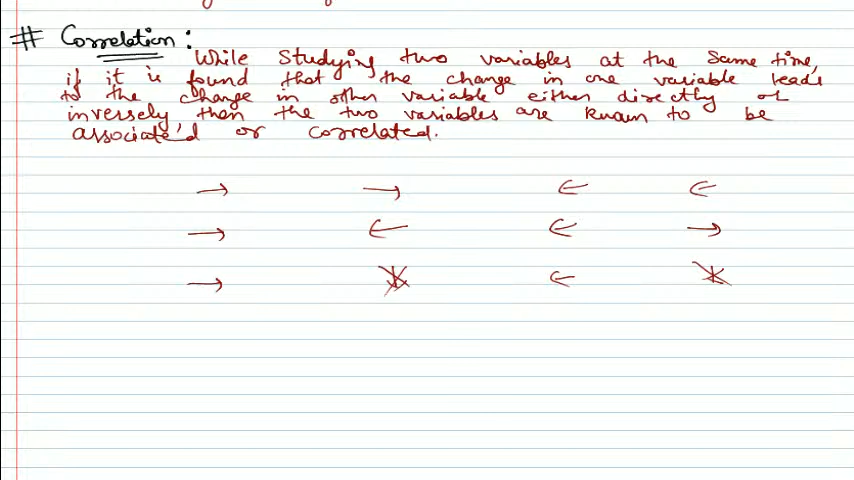 # Correlation :
While studying two variables at the same time,
if it is found that the change in one variable leads
to the change in other variable either directly or
inversely then the two variables are known to be
associated or correlated.
→ → ← ←
→ ← ← →
→ ←